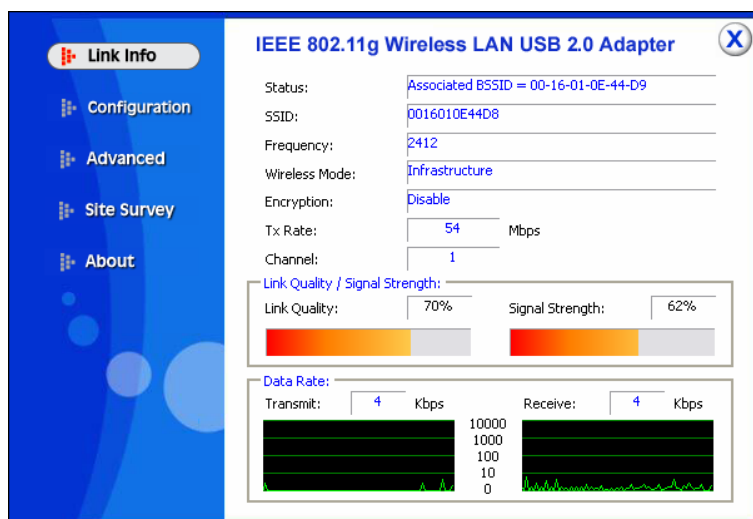 IEEE 802.11g Wireless LAN USB 2.0 Adapter
X
Link Info
Configuration
Advanced
Site Survey
About
Status: Associated BSSID = 00-16-01-0E-44-D9
SSID: 0016010E44D8
Frequency: 2412
Wireless Mode: Infrastructure
Encryption: Disable
Tx Rate: 54 Mbps
Channel: 1
Link Quality / Signal Strength:
Link Quality: 70% Signal Strength: 62%
Data Rate:
Transmit: 4 Kbps Receive: 4 Kbps
10000
1000
100
10
0